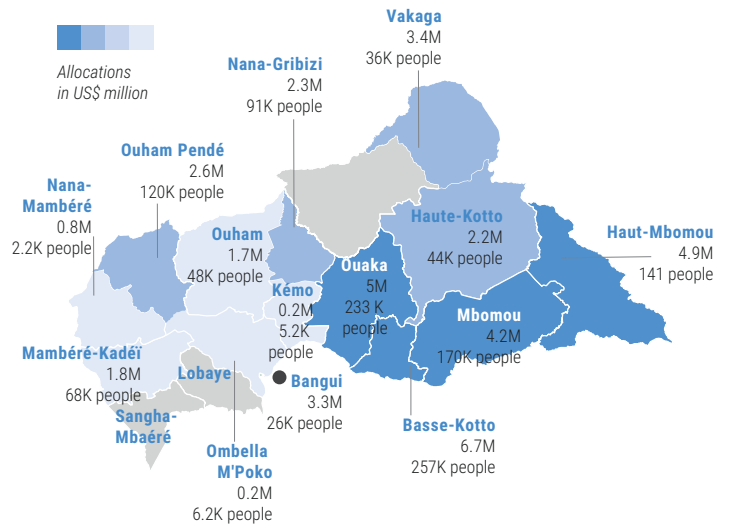 Vakaga
3.4M
36K people
Allocations
in US$ million
Nana-Gribizi
2.3M
91K people
Ouham Pendé
2.6M
120K people
Nana-
Mambéré
0.8M
2.2K people
Ouham
1.7M
48K people
Haute-Kotto
2.2M
44K people
Haut-Mbomou
4.9M
141 people
Ouaka
5M
233 K
people
Kémo
0.2M
5.2K
people
Mbomou
4.2M
170K people
Mambéré-Kadéï
1.8M
68K people
Lobaye
Bangui
3.3M
26K people
Sangha-
Mbaéré
Basse-Kotto
6.7M
257K people
Ombella
M'Poko
0.2M
6.2K people